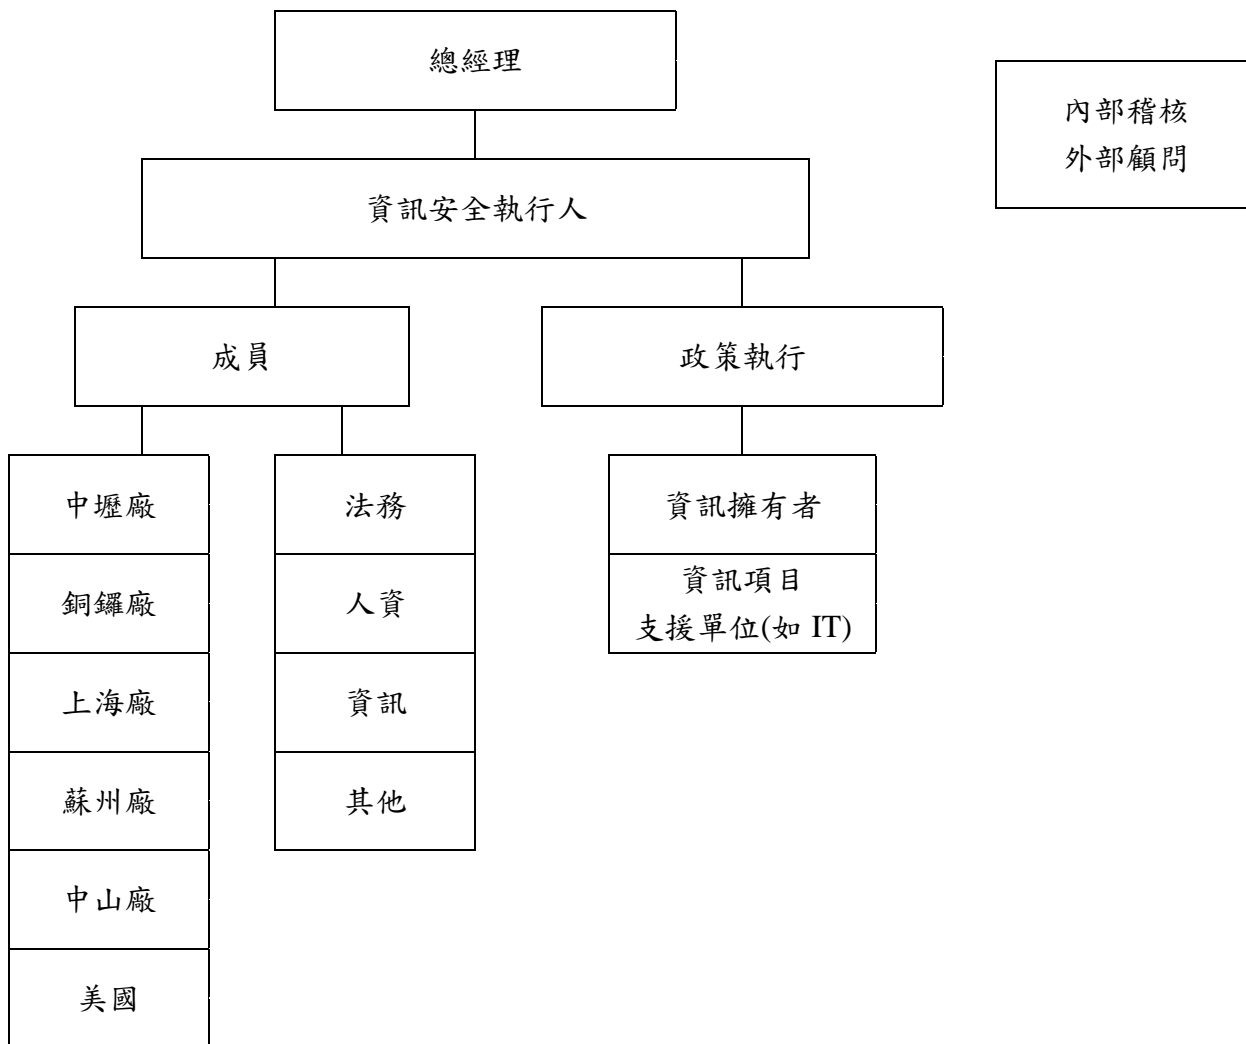 總經理
內部稽核
外部顧問
資訊安全執行人
成員
政策執行
中壢廠
銅鑼廠
上海廠
蘇州廠
中山廠
美國
法務
人資
資訊
其他
資訊擁有者
資訊項目
支援單位(如 IT)